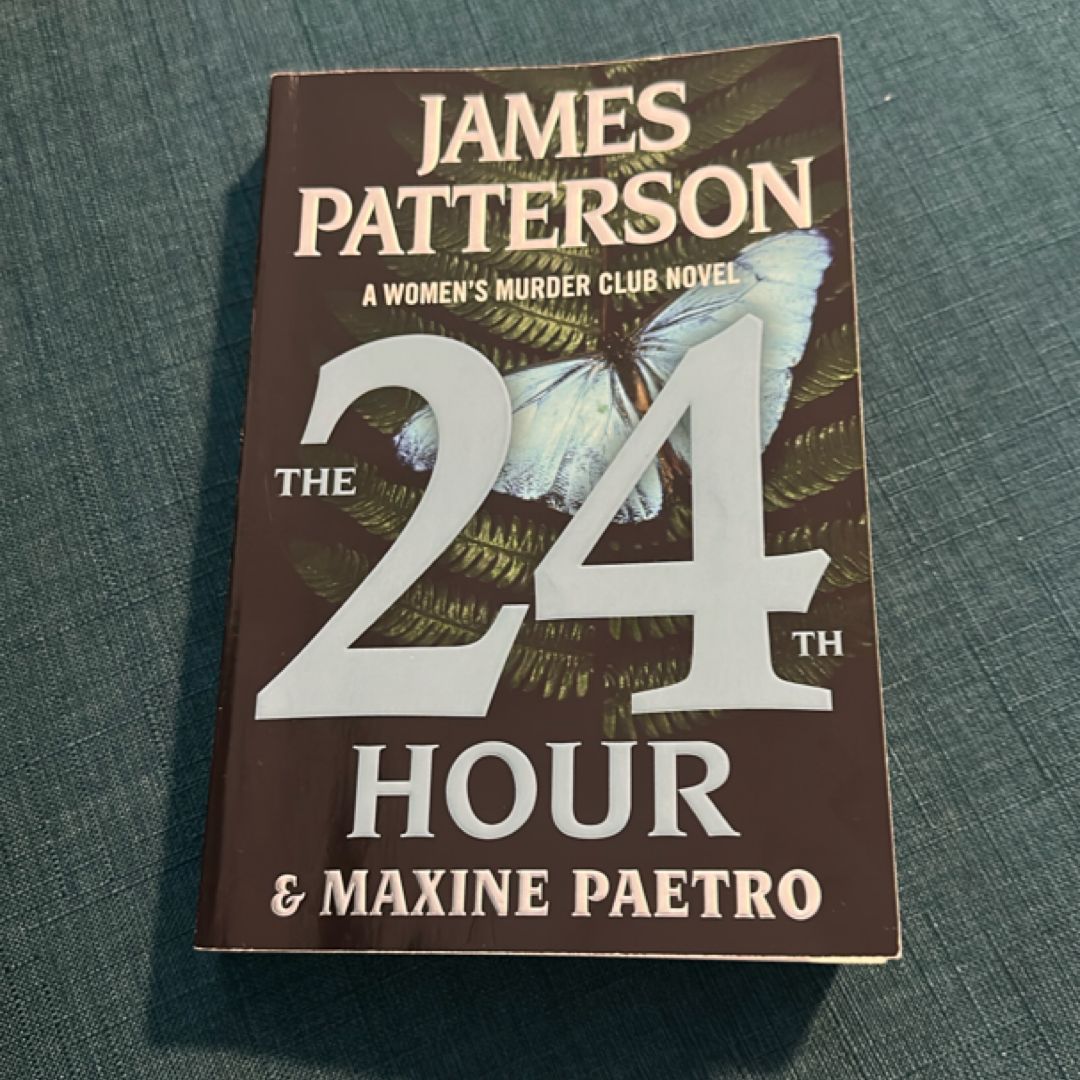 JAMES
PATTERSON
A WOMEN'S MURDER CLUB NOVEL
THE 24TH
HOUR
& MAXINE PAETRO